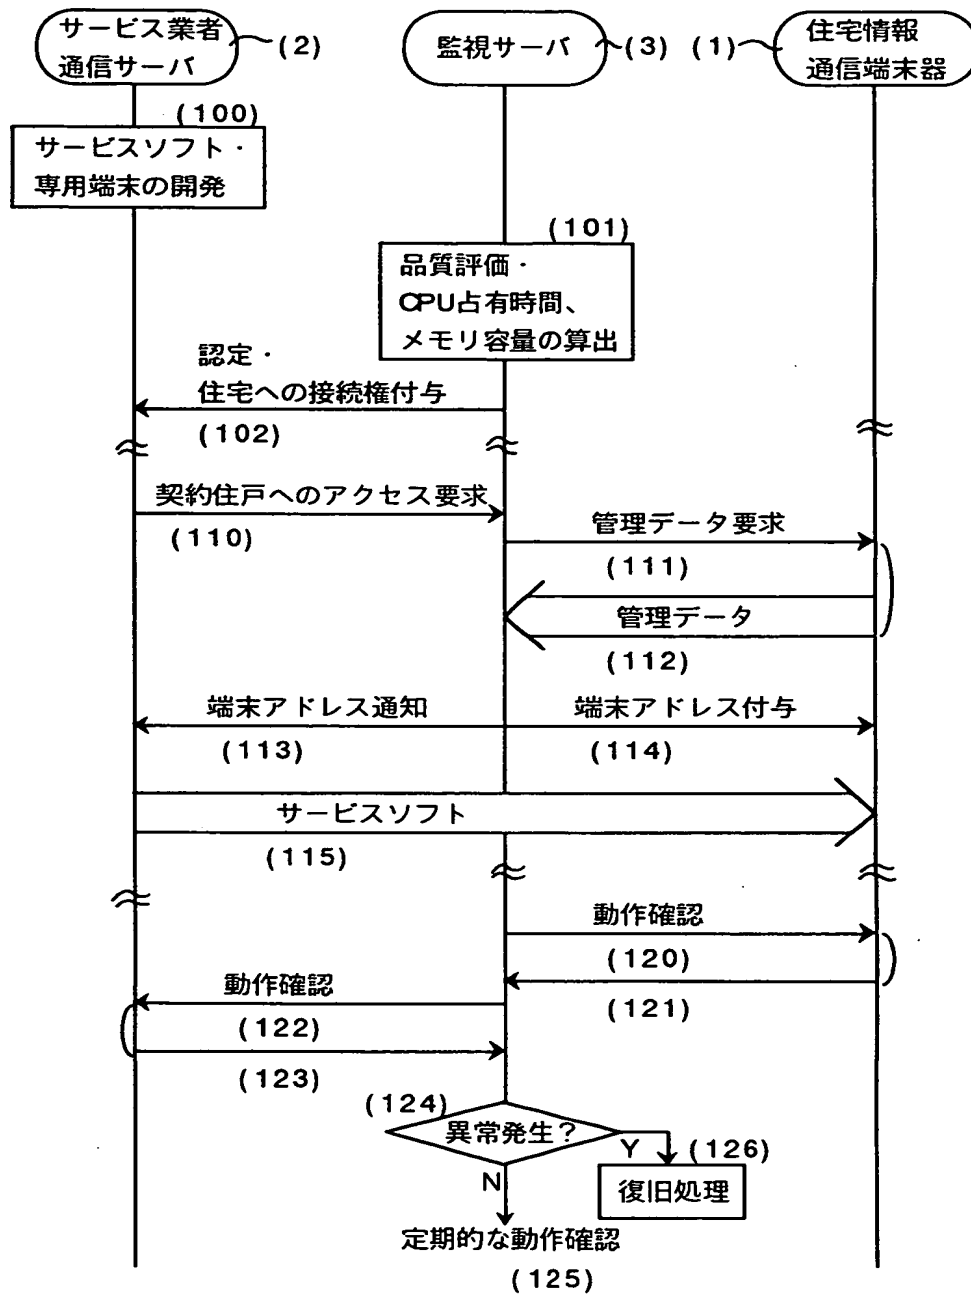 サービス業者
通信サーバ
(2)
監視サーバ
(3)
(1)
住宅情報
通信端末器
(100)
サービスソフト・
専用端末の開発
(101)
品質評価・
CPU占有時間、
メモリ容量の算出
認定・
住宅への接続権付与
(102)
契約住戸へのアクセス要求
(110)
管理データ要求
(111)
管理データ
(112)
端末アドレス通知
(113)
端末アドレス付与
(114)
サービスソフト
(115)
動作確認
(120)
(121)
動作確認
(122)
(123)
(124)
異常発生?
Y
(126)
N
復旧処理
定期的な動作確認
(125)